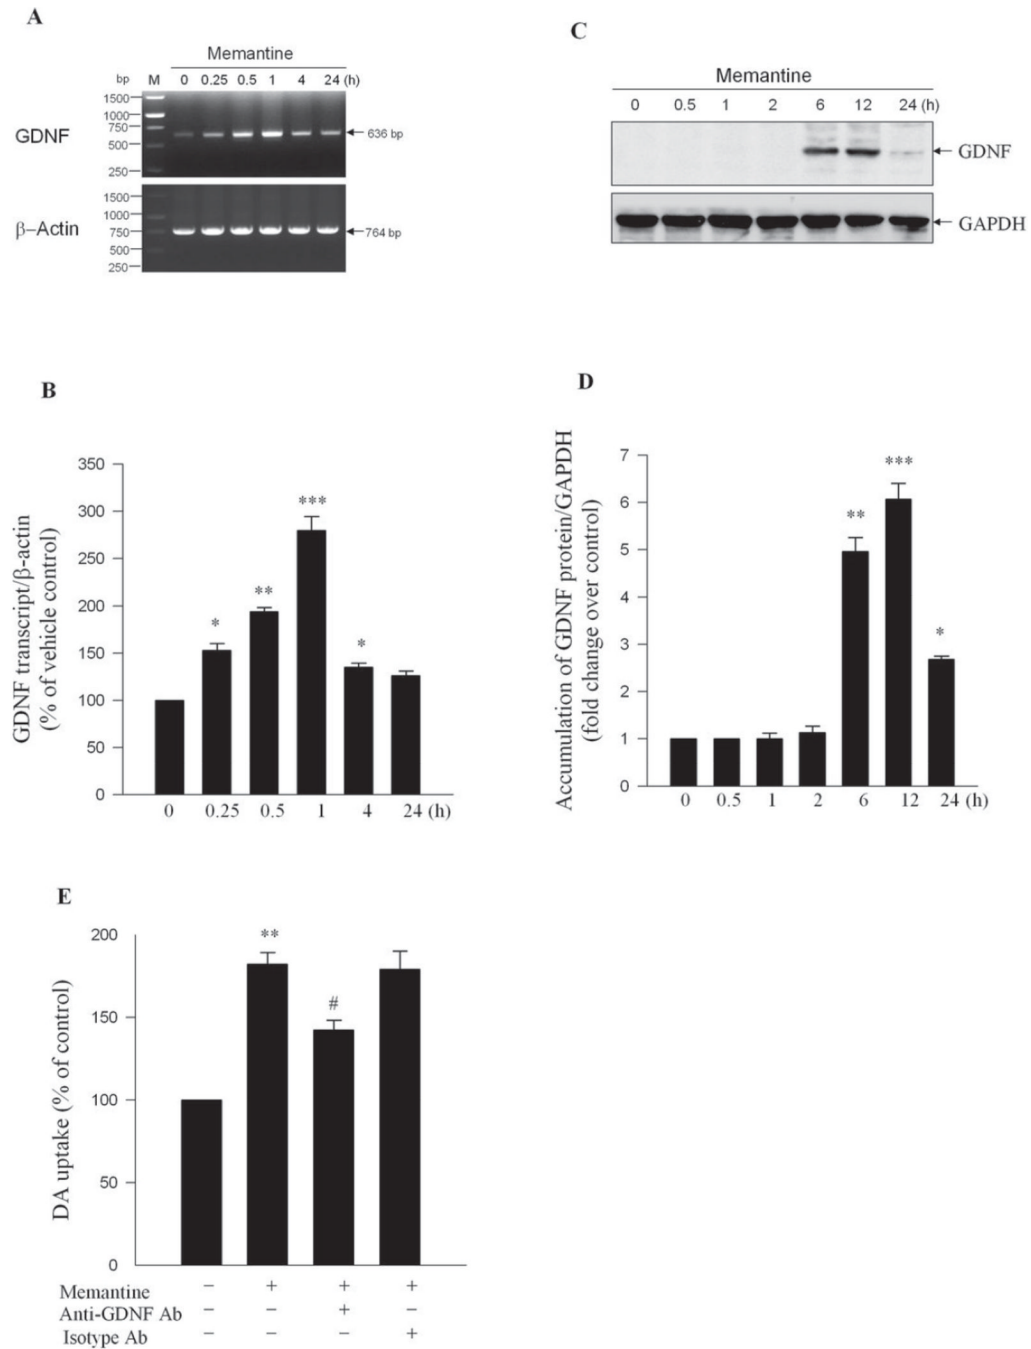 A
Memantine
bp M 0 0.25 0.5 1 4 24 (h)
1500
1000
750
500
250
GDNF
636 bp
1500
1000
750
500
250
β–Actin
764 bp
C
Memantine
0 0.5 1 2 6 12 24 (h)
GDNF
GAPDH
B
GDNF transcript/β-actin
(% of vehicle control)
350
300
250
200
150
100
50
0
*
**
***
*
0 0.25 0.5 1 4 24 (h)
D
Accumulation of GDNF protein/GAPDH
(fold change over control)
7
6
5
4
3
2
1
0
**
***
*
0 0.5 1 2 6 12 24 (h)
E
DA uptake (% of control)
200
150
100
50
0
**
#
Memantine – + + +
Anti-GDNF Ab – – + –
Isotype Ab – – – +